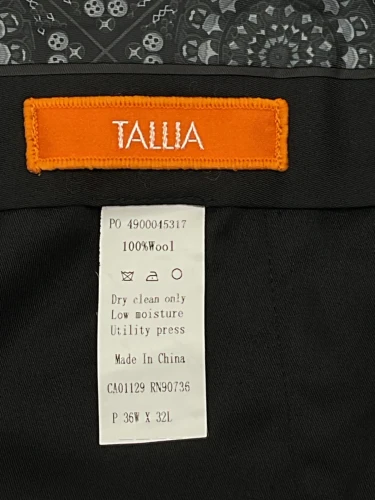 TALLIA
PO 4900045317
100%Wool
Dry clean only
Low moisture
Utility press
Made In China
CA01129 RN90736
P 36W X 32L